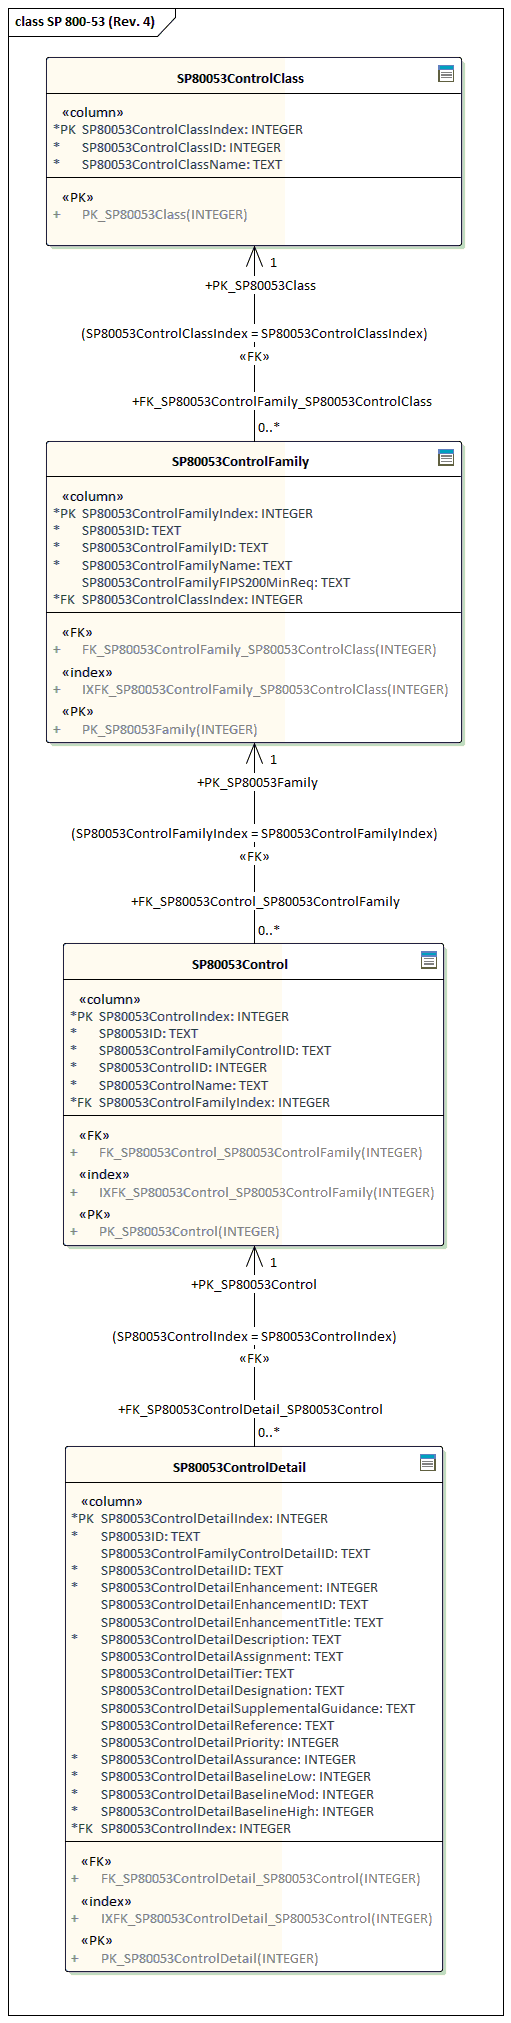 class SP 800-53 (Rev. 4)
SP80053ControlClass
«column»
*PK SP80053ControlClassIndex: INTEGER
* SP80053ControlClassID: INTEGER
* SP80053ControlClassName: TEXT
«PK»
+ PK_SP80053Class(INTEGER)
1
+PK_SP80053Class
(SP80053ControlClassIndex = SP80053ControlClassIndex)
«FK»
+FK_SP80053ControlFamily_SP80053ControlClass
0..*
SP80053ControlFamily
«column»
*PK SP80053ControlFamilyIndex: INTEGER
* SP80053ID: TEXT
* SP80053ControlFamilyID: TEXT
* SP80053ControlFamilyName: TEXT
SP80053ControlFamilyFIPS200MinReq: TEXT
*FK SP80053ControlClassIndex: INTEGER
«FK»
+ FK_SP80053ControlFamily_SP80053ControlClass(INTEGER)
«index»
+ IXFK_SP80053ControlFamily_SP80053ControlClass(INTEGER)
«PK»
+ PK_SP80053Family(INTEGER)
1
+PK_SP80053Family
(SP80053ControlFamilyIndex = SP80053ControlFamilyIndex)
«FK»
+FK_SP80053Control_SP80053ControlFamily
0..*
SP80053Control
«column»
*PK SP80053ControlIndex: INTEGER
* SP80053ID: TEXT
* SP80053ControlFamilyControlID: TEXT
* SP80053ControlID: INTEGER
* SP80053ControlName: TEXT
*FK SP80053ControlFamilyIndex: INTEGER
«FK»
+ FK_SP80053Control_SP80053ControlFamily(INTEGER)
«index»
+ IXFK_SP80053Control_SP80053ControlFamily(INTEGER)
«PK»
+ PK_SP80053Control(INTEGER)
1
+PK_SP80053Control
(SP80053ControlIndex = SP80053ControlIndex)
«FK»
+FK_SP80053ControlDetail_SP80053Control
0..*
SP80053ControlDetail
«column»
*PK SP80053ControlDetailIndex: INTEGER
* SP80053ID: TEXT
SP80053ControlFamilyControlDetailID: TEXT
* SP80053ControlDetailID: TEXT
* SP80053ControlDetailEnhancement: INTEGER
SP80053ControlDetailEnhancementID: TEXT
SP80053ControlDetailEnhancementTitle: TEXT
* SP80053ControlDetailDescription: TEXT
SP80053ControlDetailAssignment: TEXT
SP80053ControlDetailTier: TEXT
SP80053ControlDetailDesignation: TEXT
SP80053ControlDetailSupplementalGuidance: TEXT
SP80053ControlDetailReference: TEXT
SP80053ControlDetailPriority: INTEGER
* SP80053ControlDetailAssurance: INTEGER
* SP80053ControlDetailBaselineLow: INTEGER
* SP80053ControlDetailBaselineMod: INTEGER
* SP80053ControlDetailBaselineHigh: INTEGER
*FK SP80053ControlIndex: INTEGER
«FK»
+ FK_SP80053ControlDetail_SP80053Control(INTEGER)
«index»
+ IXFK_SP80053ControlDetail_SP80053Control(INTEGER)
«PK»
+ PK_SP80053ControlDetail(INTEGER)